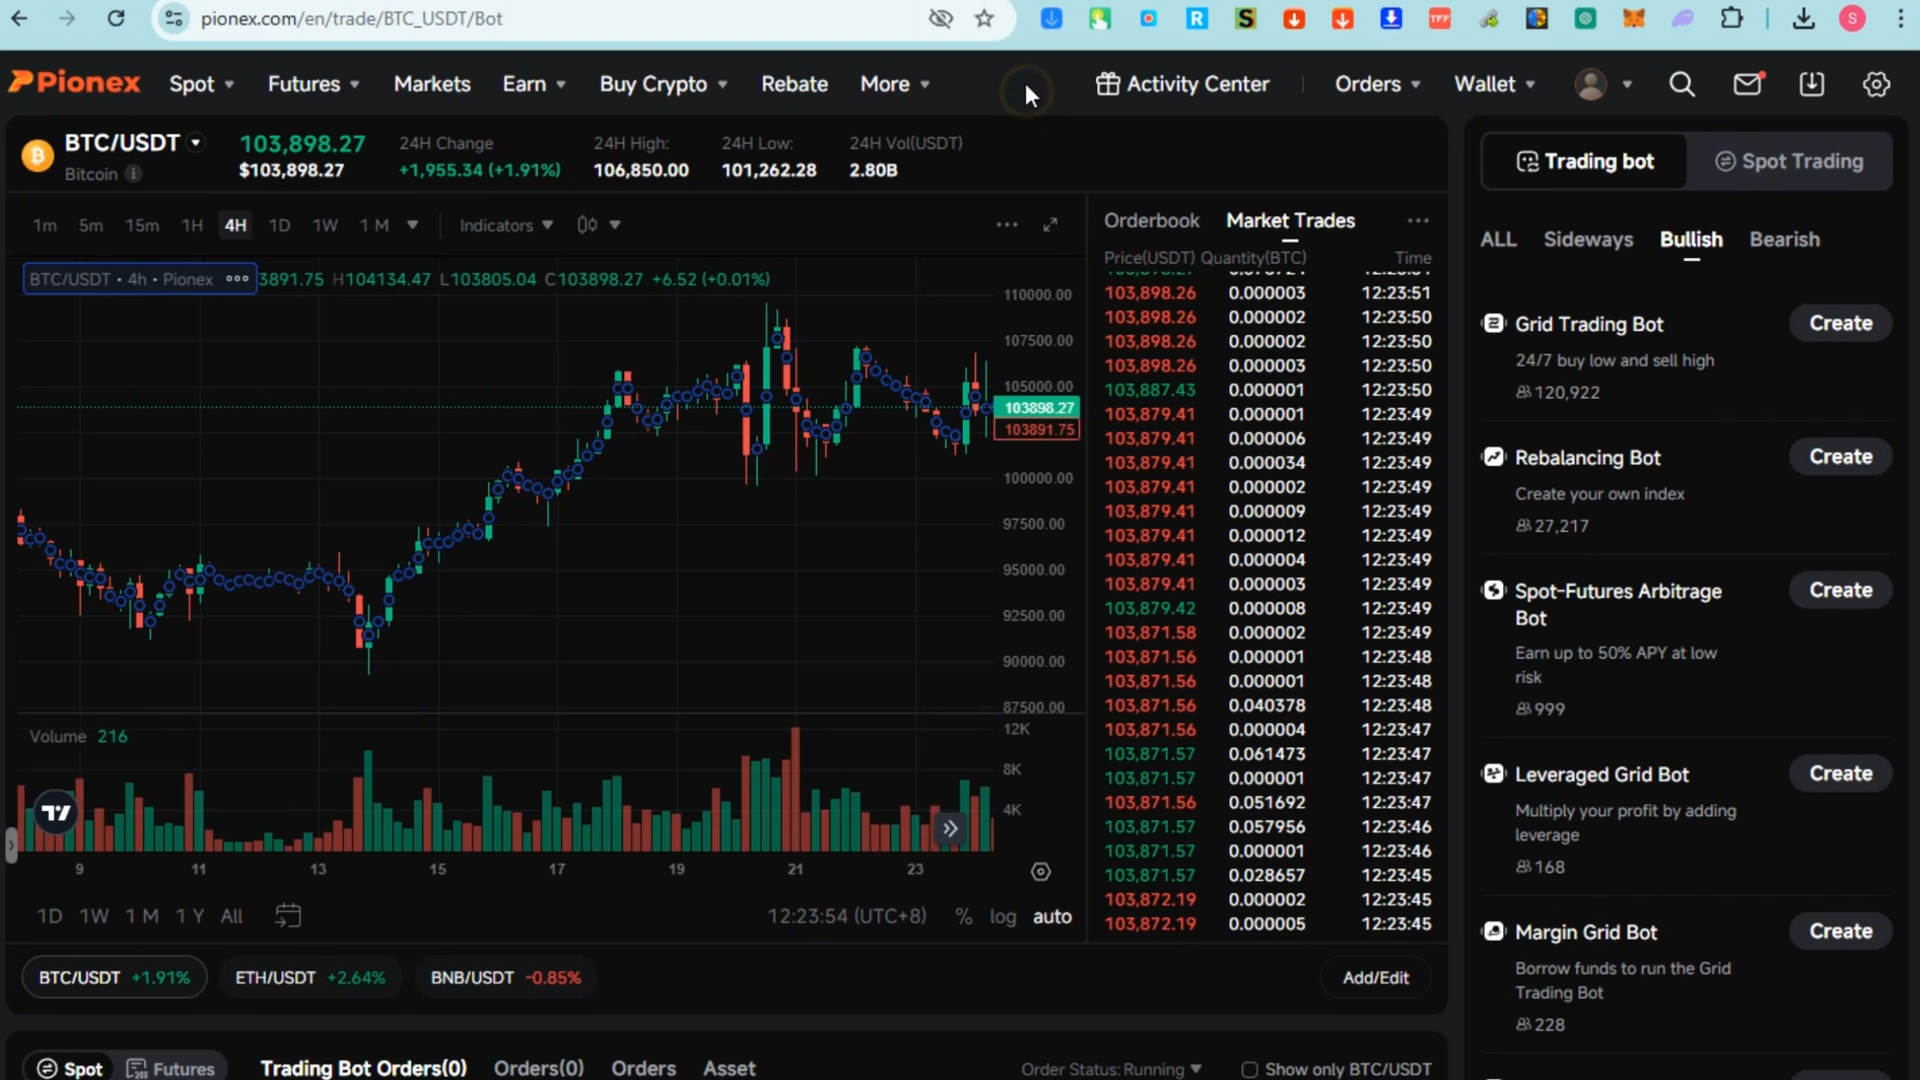 pionex.com/en/trade/BTC_USDT/Bot
R
S
TFF
S
Pionex
Spot
Futures
Markets
Earn
Buy Crypto
Rebate
More
Activity Center
Orders
Wallet
BTC/USDT
Bitcoin
103,898.27
$103,898.27
24H Change
+1,955.34 (+1.91%)
24H High:
106,850.00
24H Low:
101,262.28
24H Vol(USDT)
2.80B
1m 5m 15m 1H 4H 1D 1W 1 M
Indicators
BTC/USDT • 4h • Pionex
3891.75 H104134.47 L103805.04 C103898.27 +6.52 (+0.01%)
110000.00
107500.00
105000.00
103898.27
103891.75
100000.00
97500.00
95000.00
92500.00
90000.00
87500.00
Volume 216
12K
8K
4K
9 11 13 15 17 19 21 23
1D 1W 1 M 1 Y All
12:23:54 (UTC+8)
% log auto
Orderbook
Market Trades
Price(USDT) Quantity(BTC) Time
103,898.26 0.000003 12:23:51
103,898.26 0.000002 12:23:50
103,898.26 0.000002 12:23:50
103,898.26 0.000003 12:23:50
103,887.43 0.000001 12:23:50
103,879.41 0.000001 12:23:49
103,879.41 0.000006 12:23:49
103,879.41 0.000034 12:23:49
103,879.41 0.000002 12:23:49
103,879.41 0.000009 12:23:49
103,879.41 0.000012 12:23:49
103,879.41 0.000004 12:23:49
103,879.41 0.000003 12:23:49
103,879.42 0.000008 12:23:49
103,871.58 0.000002 12:23:49
103,871.56 0.000001 12:23:48
103,871.56 0.000001 12:23:48
103,871.56 0.040378 12:23:48
103,871.56 0.000004 12:23:47
103,871.57 0.061473 12:23:47
103,871.57 0.000001 12:23:47
103,871.56 0.051692 12:23:47
103,871.57 0.057956 12:23:46
103,871.57 0.000001 12:23:46
103,871.57 0.028657 12:23:45
103,872.19 0.000002 12:23:45
103,872.19 0.000005 12:23:45
Trading bot
Spot Trading
ALL Sideways Bullish Bearish
Grid Trading Bot
Create
24/7 buy low and sell high
120,922
Rebalancing Bot
Create
Create your own index
27,217
Spot-Futures Arbitrage
Bot
Create
Earn up to 50% APY at low
risk
999
Leveraged Grid Bot
Create
Multiply your profit by adding
leverage
168
Margin Grid Bot
Create
Borrow funds to run the Grid
Trading Bot
228
BTC/USDT +1.91%
ETH/USDT +2.64%
BNB/USDT -0.85%
Add/Edit
Spot
Futures
Trading Bot Orders(0)
Orders(0)
Orders
Asset
Order Status: Running
Show only BTC/USDT